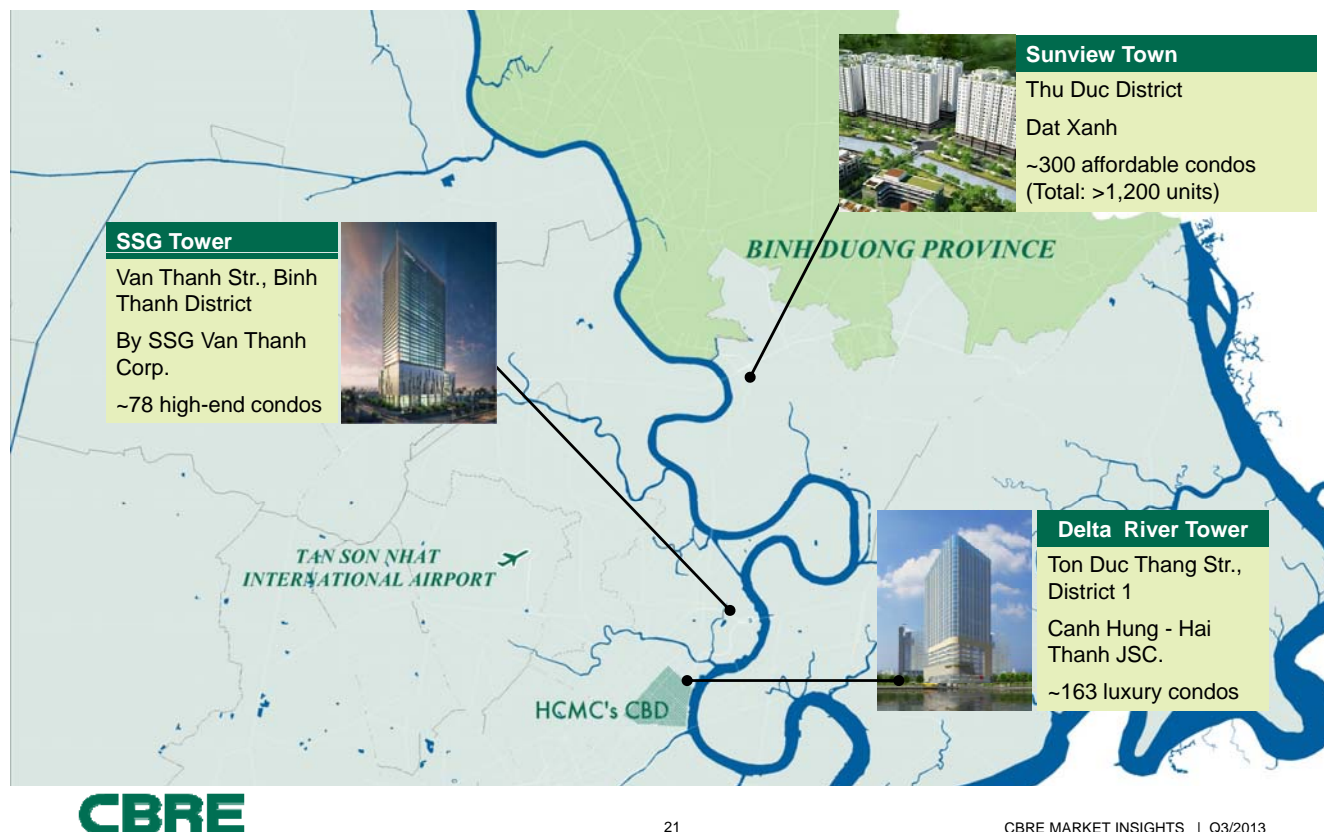 Sunview Town
Thu Duc District
Dat Xanh
~300 affordable condos
(Total: >1,200 units)
SSG Tower
Van Thanh Str., Binh
Thanh District
By SSG Van Thanh
Corp.
~78 high-end condos
BINH DUONG PROVINCE
TAN SON NHAT
INTERNATIONAL AIRPORT
HCMC's CBD
Delta River Tower
Ton Duc Thang Str.,
District 1
Canh Hung - Hai
Thanh JSC.
~163 luxury condos
CBRE
21
CBRE MARKET INSIGHTS | Q3/2013